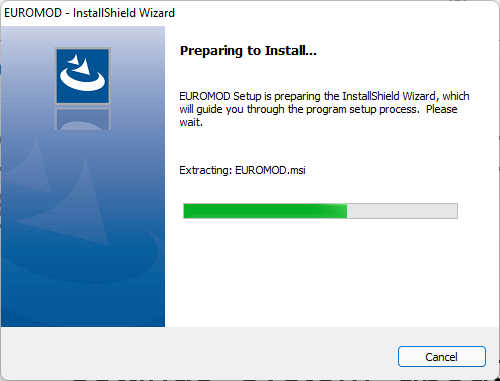 EUROMOD - InstallShield Wizard
Preparing to Install...
EUROMOD Setup is preparing the InstallShield Wizard, which
will guide you through the program setup process. Please
wait.
Extracting: EUROMOD.msi
Cancel